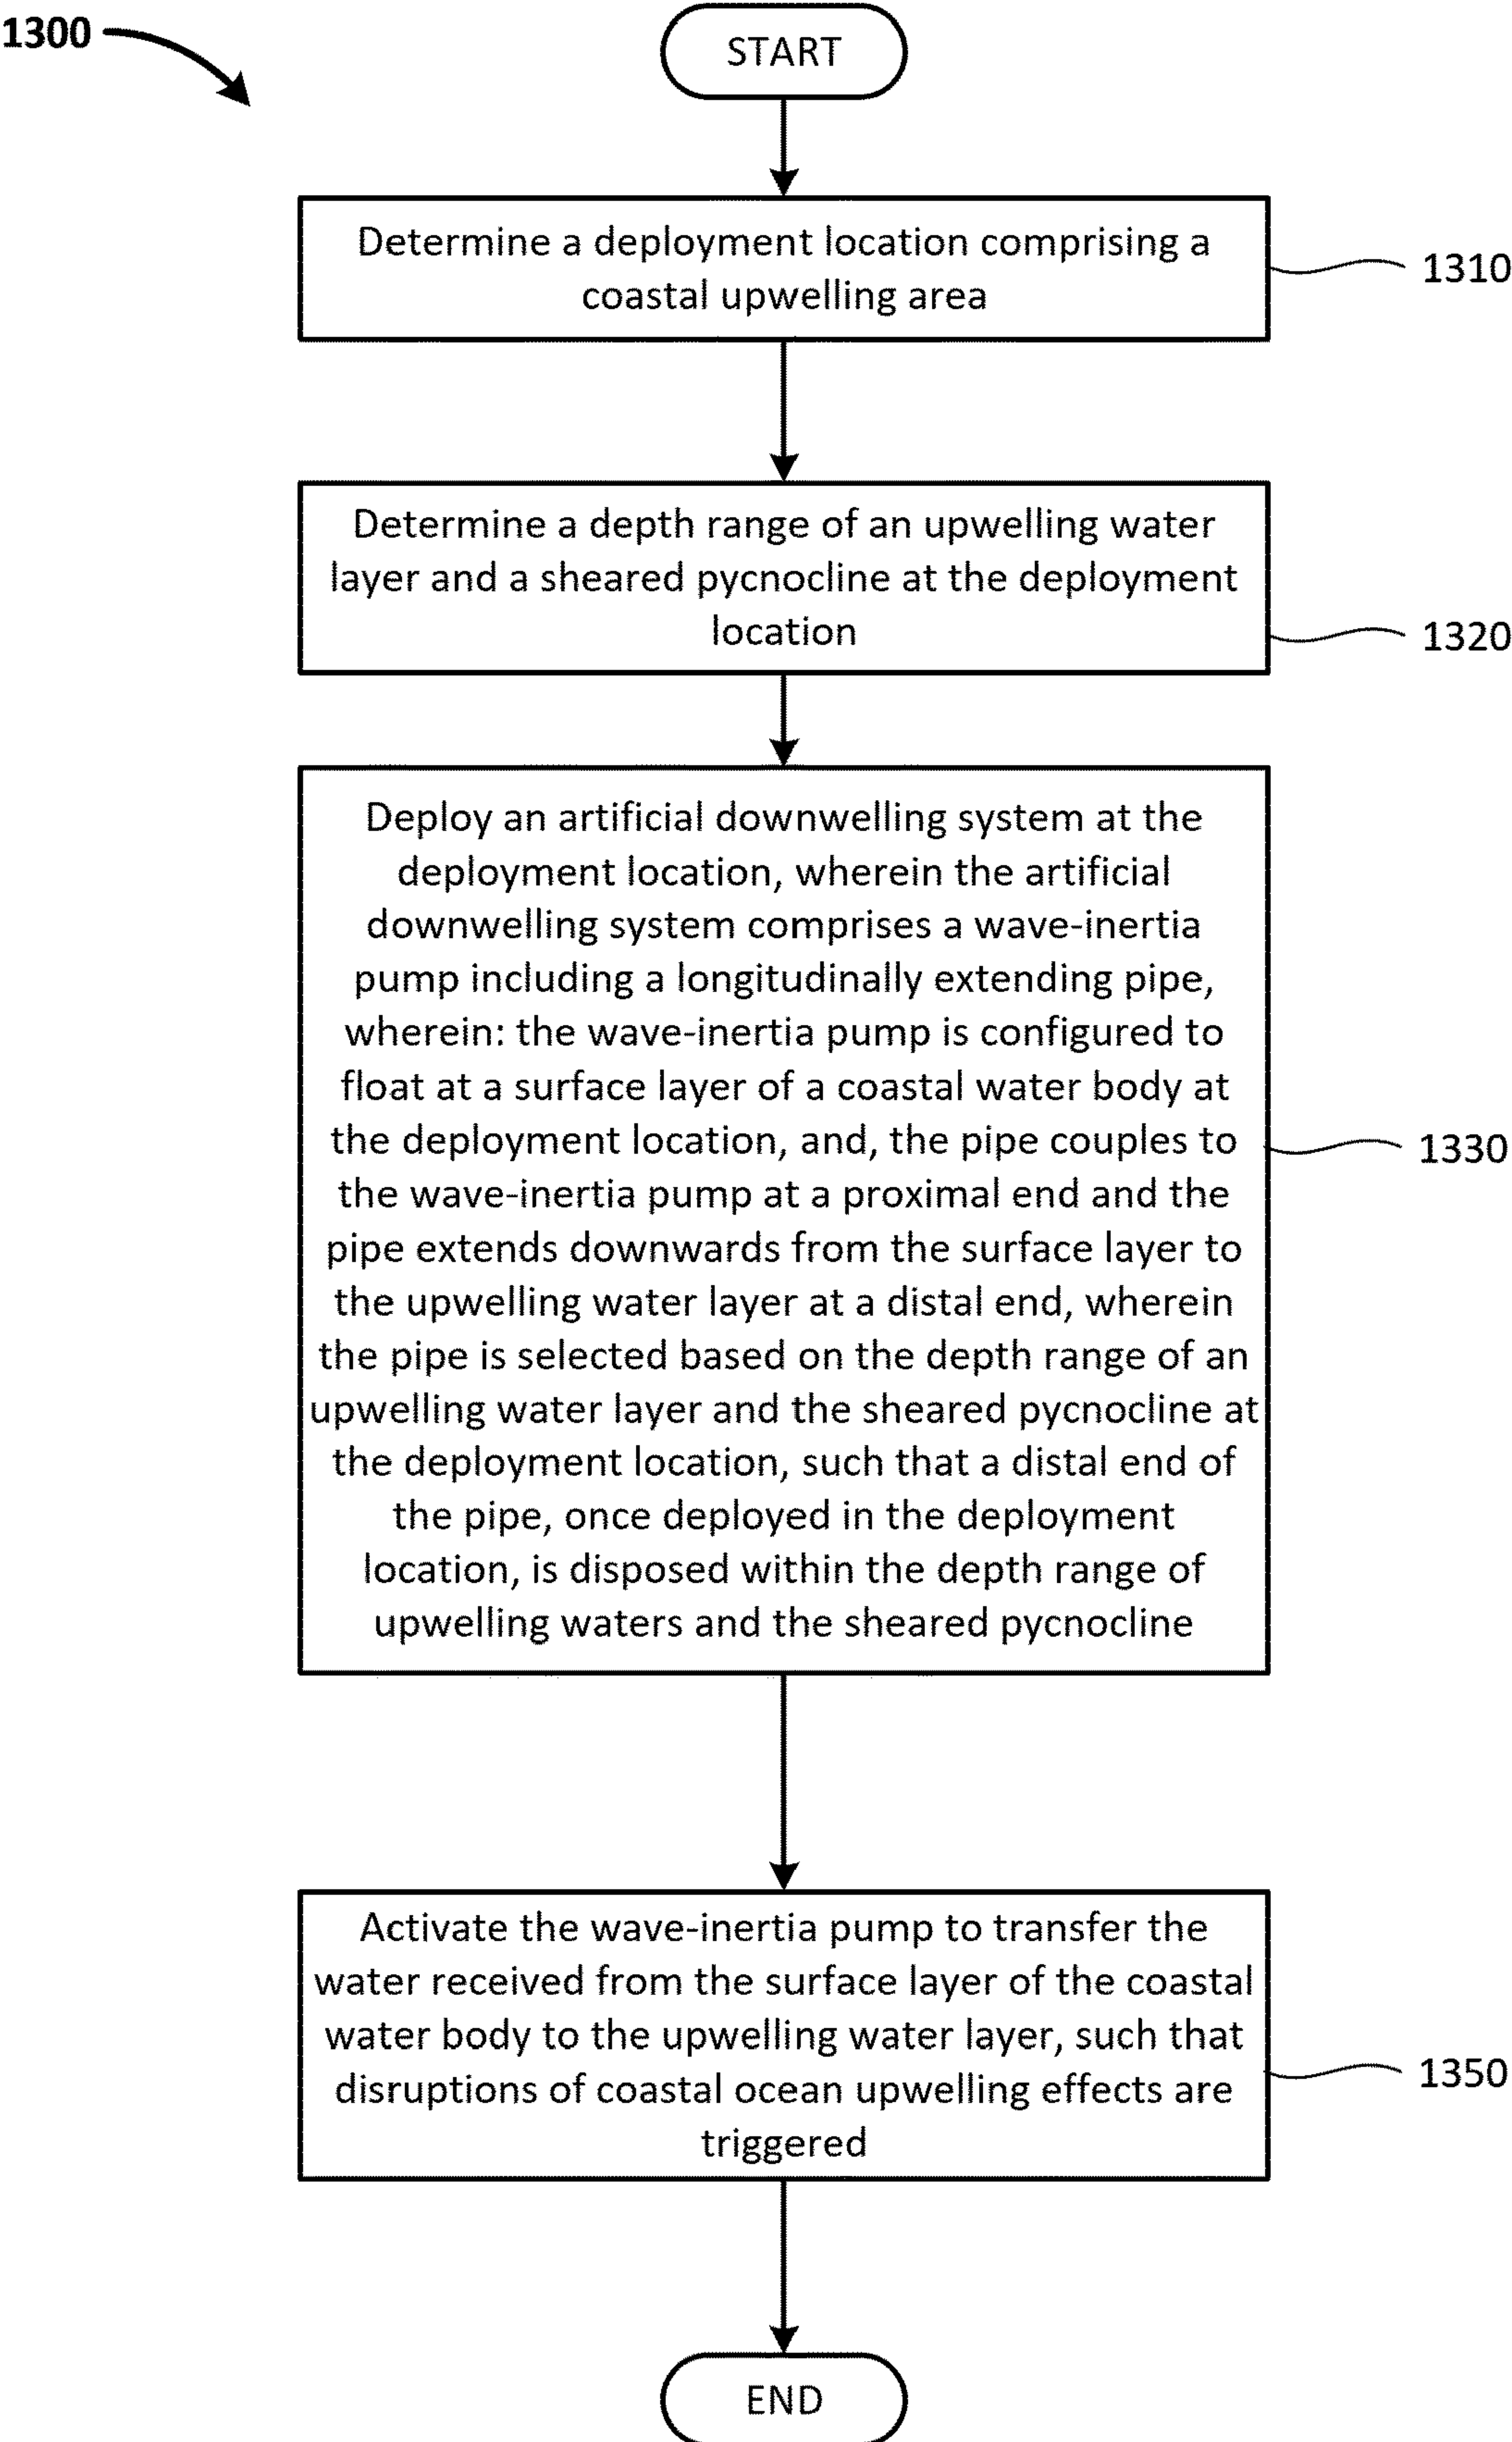 1300
START
Determine a deployment location comprising a
coastal upwelling area
1310
Determine a depth range of an upwelling water
layer and a sheared pycnocline at the deployment
location
1320
Deploy an artificial downwelling system at the
deployment location, wherein the artificial
downwelling system comprises a wave-inertia
pump including a longitudinally extending pipe,
wherein: the wave-inertia pump is configured to
float at a surface layer of a coastal water body at
the deployment location, and, the pipe couples to
the wave-inertia pump at a proximal end and the
pipe extends downwards from the surface layer to
the upwelling water layer at a distal end, wherein
the pipe is selected based on the depth range of an
upwelling water layer and the sheared pycnocline at
the deployment location, such that a distal end of
the pipe, once deployed in the deployment
location, is disposed within the depth range of
upwelling waters and the sheared pycnocline
1330
Activate the wave-inertia pump to transfer the
water received from the surface layer of the coastal
water body to the upwelling water layer, such that
disruptions of coastal ocean upwelling effects are
triggered
1350
END